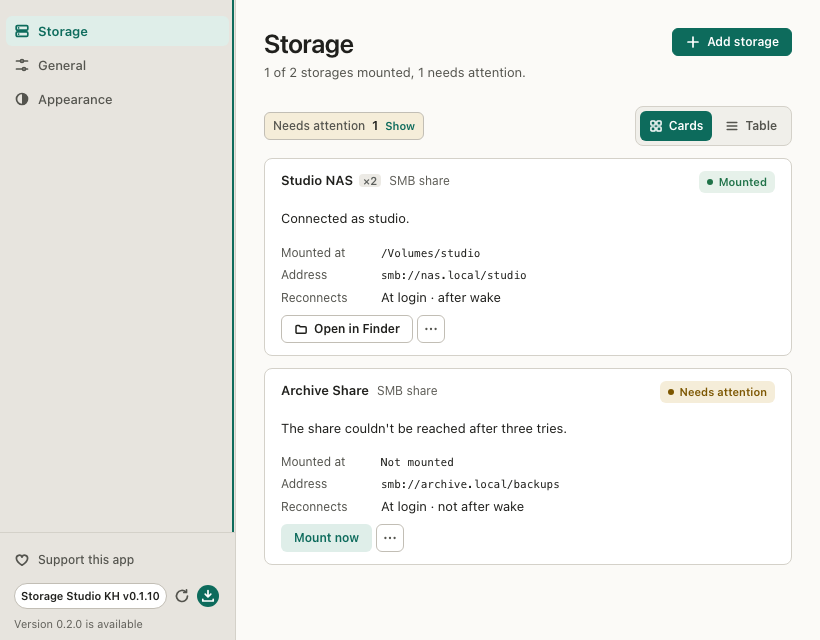 Storage
General
Appearance
Support this app
Storage Studio KH v0.1.10
Version 0.2.0 is available
Storage
Add storage
1 of 2 storages mounted, 1 needs attention.
Needs attention 1 Show
Cards
Table
Studio NAS ×2 SMB share
Mounted
Connected as studio.
Mounted at /Volumes/studio
Address smb://nas.local/studio
Reconnects At login · after wake
Open in Finder
Archive Share SMB share
Needs attention
The share couldn't be reached after three tries.
Mounted at Not mounted
Address smb://archive.local/backups
Reconnects At login · not after wake
Mount now